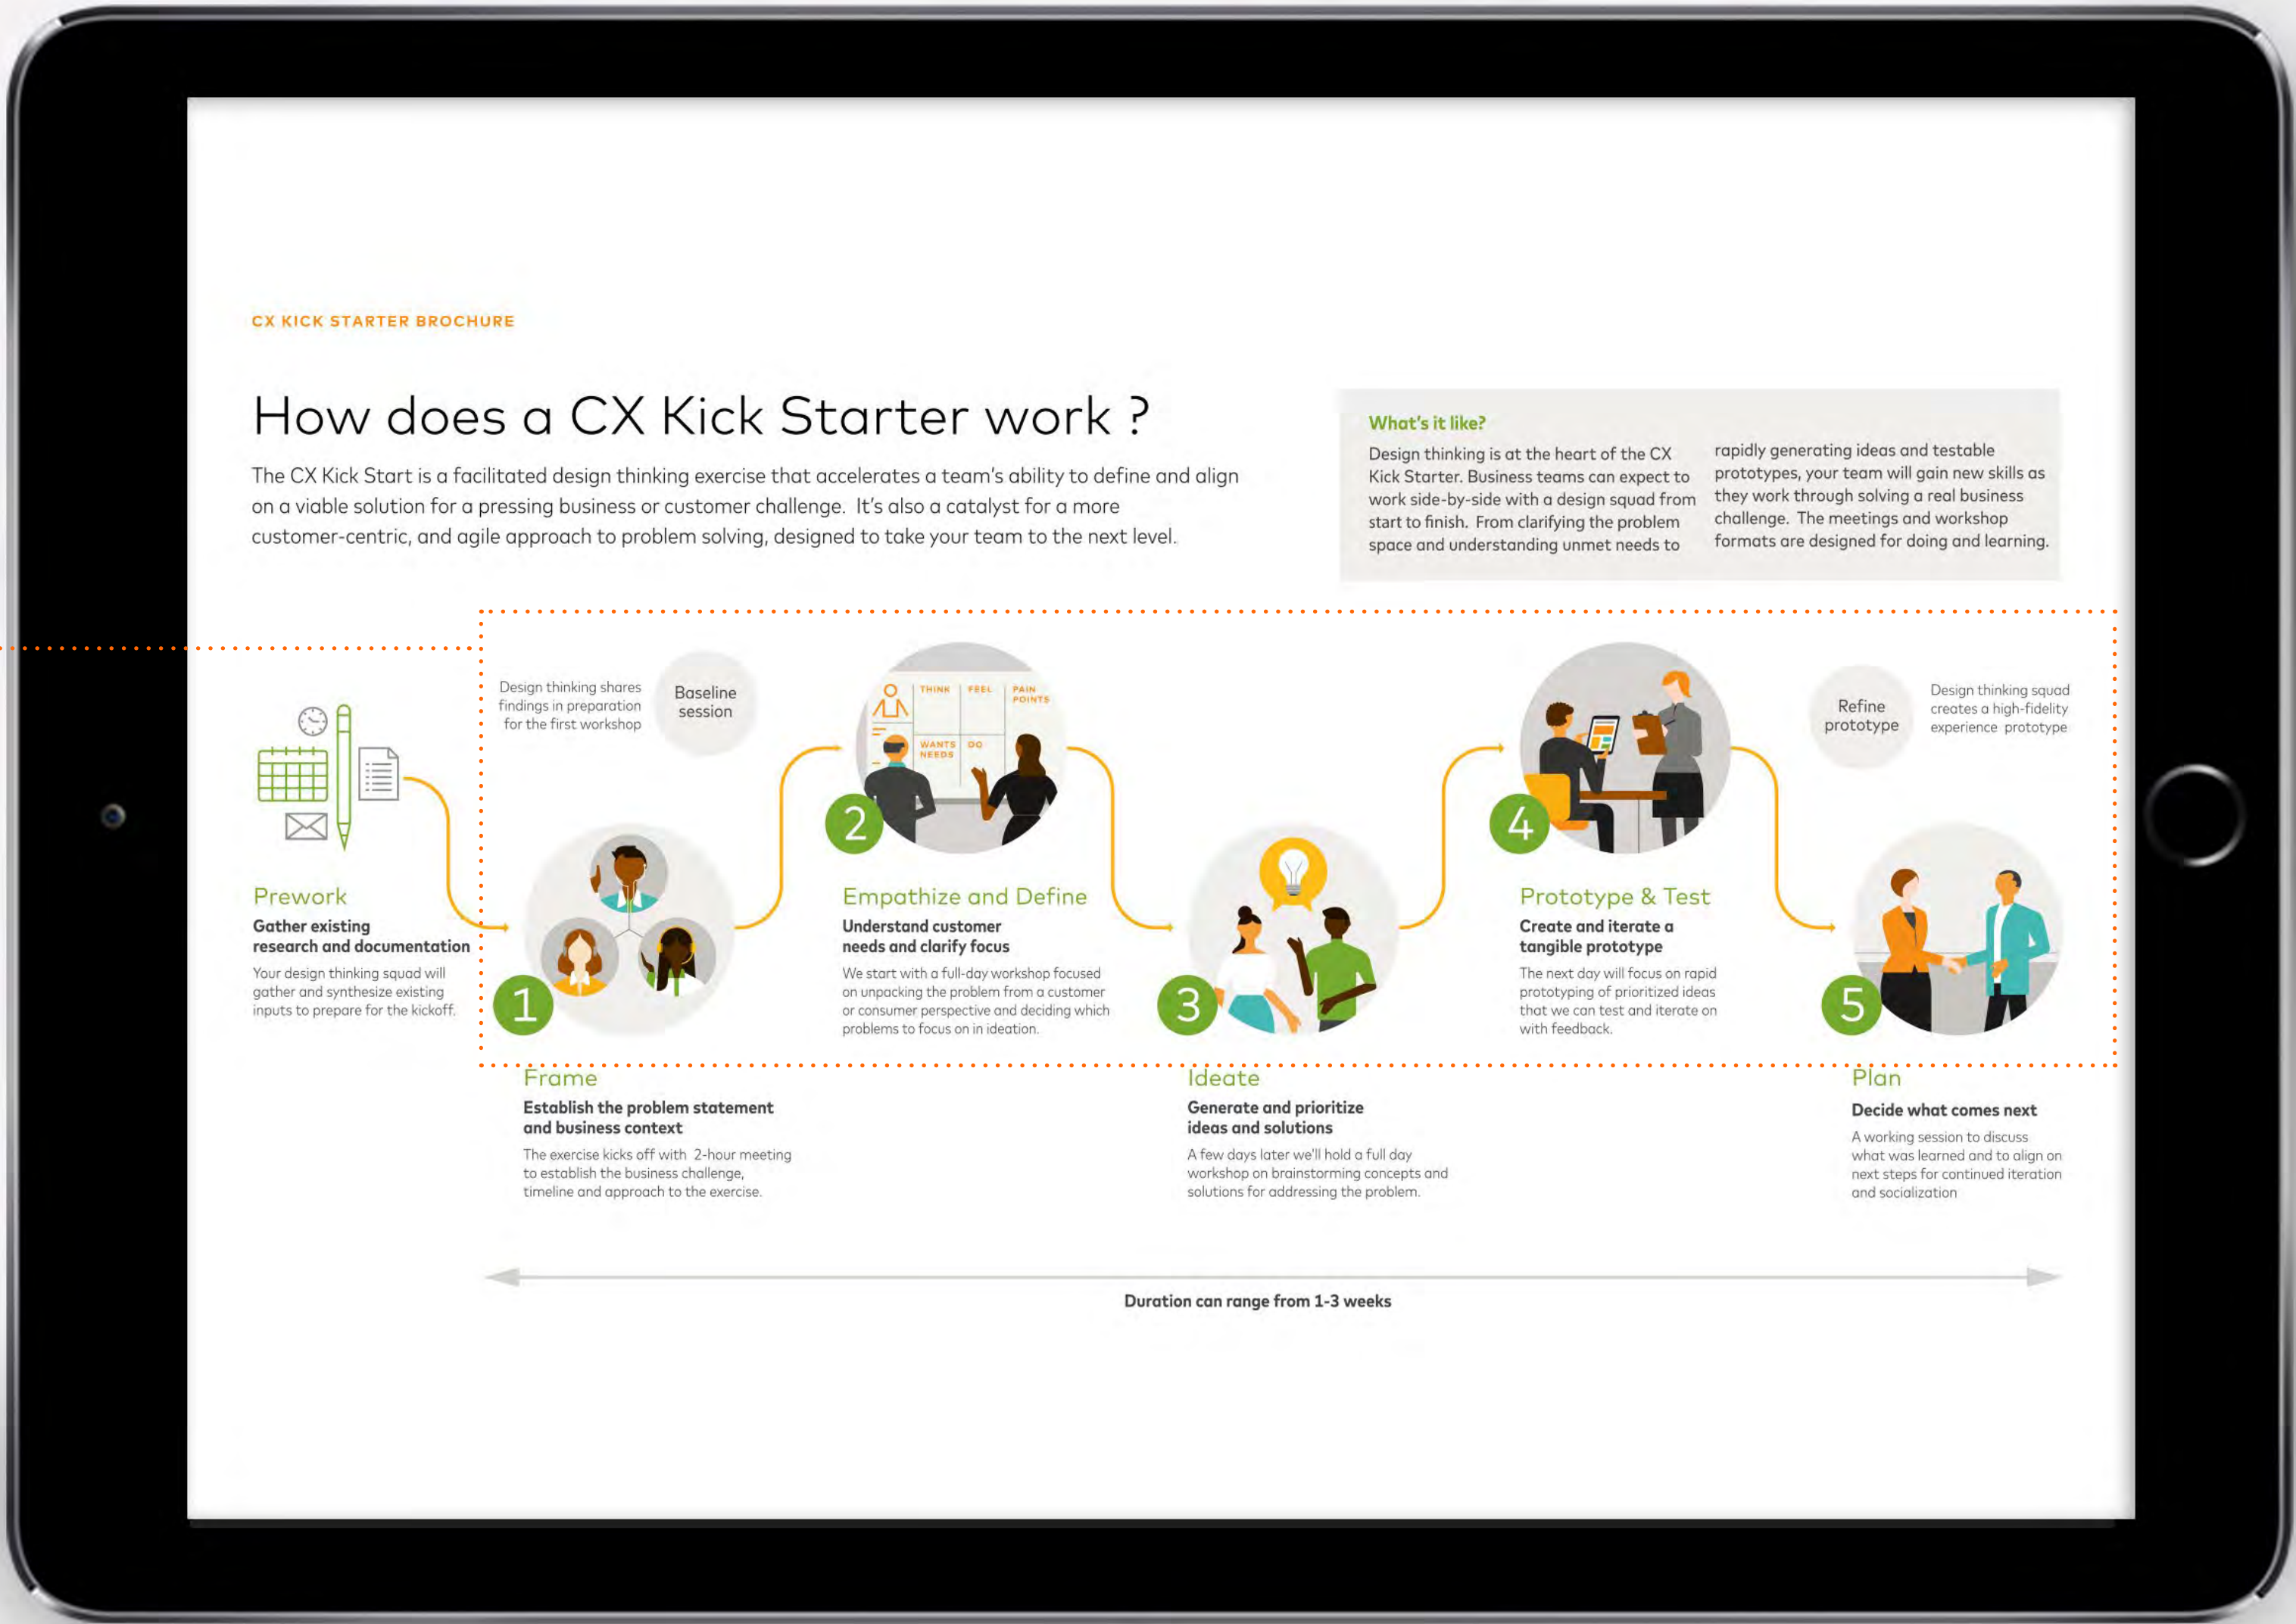 CX KICK STARTER BROCHURE
How does a CX Kick Starter work ?
The CX Kick Start is a facilitated design thinking exercise that accelerates a team's ability to define and align
on a viable solution for a pressing business or customer challenge. It's also a catalyst for a more
customer-centric, and agile approach to problem solving, designed to take your team to the next level.
What's it like?
Design thinking is at the heart of the CX
Kick Starter. Business teams can expect to
work side-by-side with a design squad from
start to finish. From clarifying the problem
space and understanding unmet needs to
rapidly generating ideas and testable
prototypes, your team will gain new skills as
they work through solving a real business
challenge. The meetings and workshop
formats are designed for doing and learning.
Prework
Gather existing
research and documentation
Your design thinking squad will
gather and synthesize existing
inputs to prepare for the kickoff.
Design thinking shares
findings in preparation
for the first workshop
Baseline
session
1
Frame
Establish the problem statement
and business context
The exercise kicks off with 2-hour meeting
to establish the business challenge,
timeline and approach to the exercise.
THINK
FEEL
PAIN
POINTS
WANTS
NEEDS
DO
2
Empathize and Define
Understand customer
needs and clarify focus
We start with a full-day workshop focused
on unpacking the problem from a customer
or consumer perspective and deciding which
problems to focus on in ideation.
3
Ideate
Generate and prioritize
ideas and solutions
A few days later we'll hold a full day
workshop on brainstorming concepts and
solutions for addressing the problem.
4
Prototype & Test
Create and iterate a
tangible prototype
The next day will focus on rapid
prototyping of prioritized ideas
that we can test and iterate on
with feedback.
Refine
prototype
Design thinking squad
creates a high-fidelity
experience prototype
5
Plan
Decide what comes next
A working session to discuss
what was learned and to align on
next steps for continued iteration
and socialization
Duration can range from 1-3 weeks